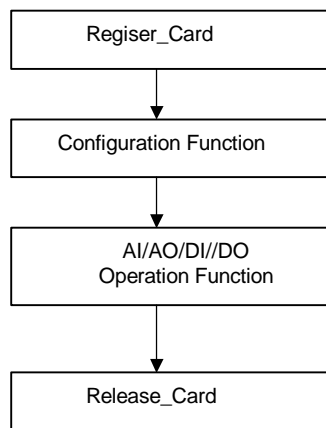 Regiser_Card
Configuration Function
AI/AO/DI//DO
Operation Function
Release_Card